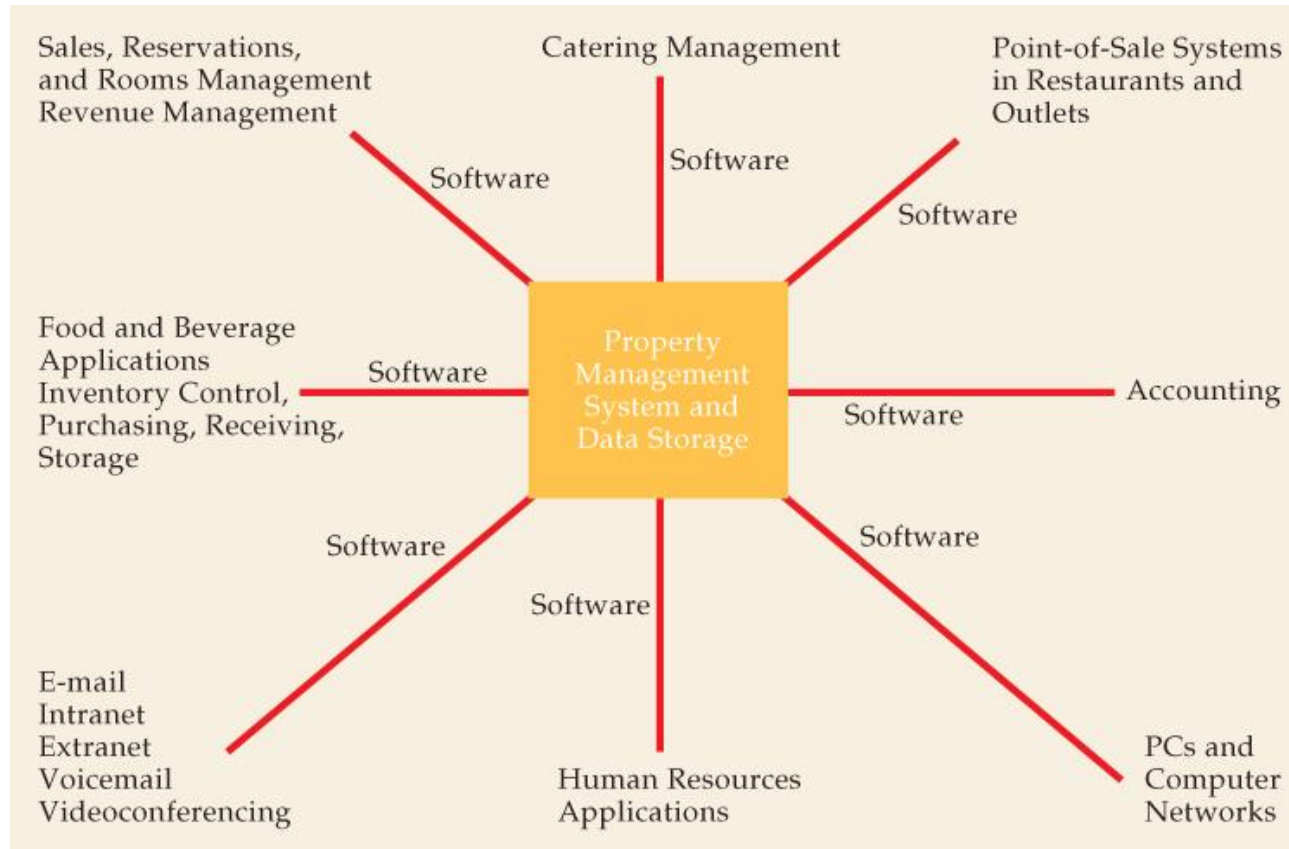 Sales, Reservations,
and Rooms Management
Revenue Management
Catering Management
Point-of-Sale Systems
in Restaurants and
Outlets
Software
Software
Software
Food and Beverage
Applications
Inventory Control,
Purchasing, Receiving,
Storage
Software
Property
Management
System and
Data Storage
Software
Accounting
Software
Software
Software
E-mail
Intranet
Extranet
Voicemail
Videoconferencing
Human Resources
Applications
PCs and
Computer
Networks